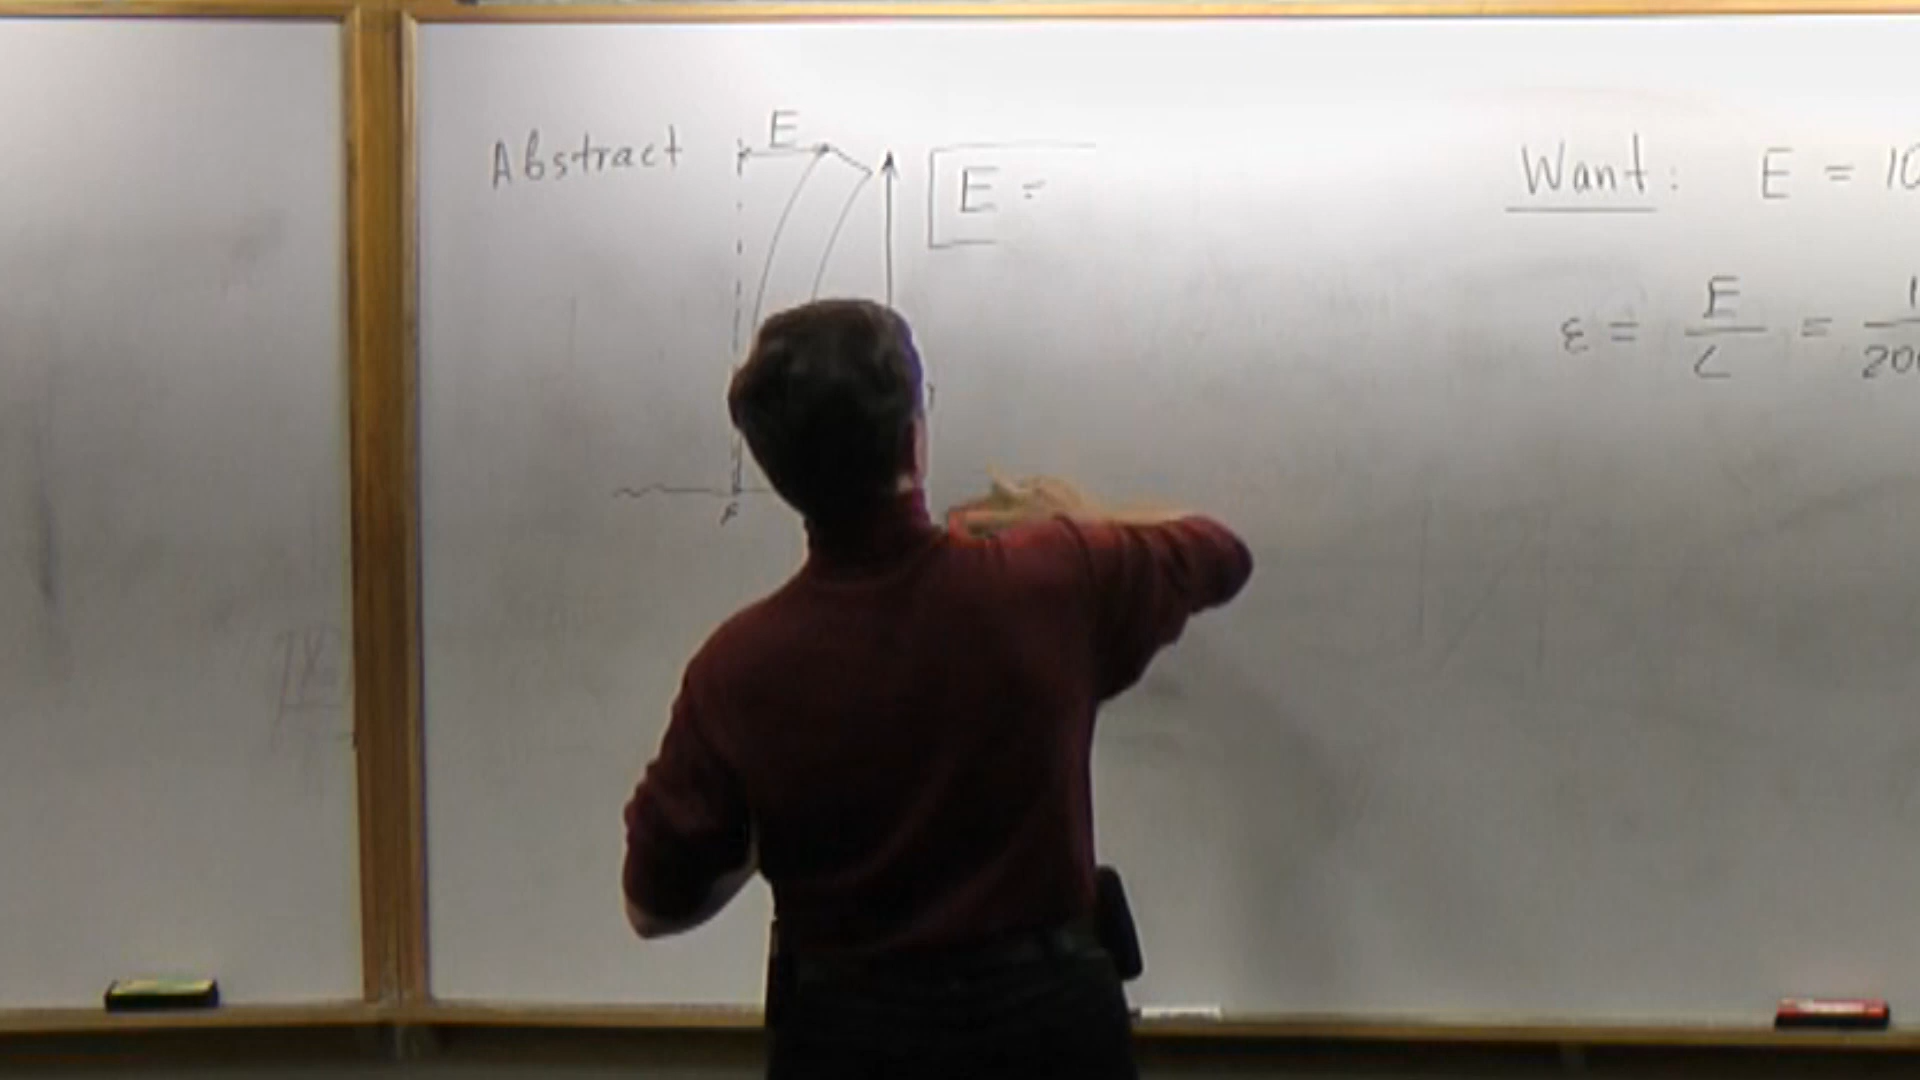 Abstract
E
E =
Want: E = 10
ε = E/L = 1/200